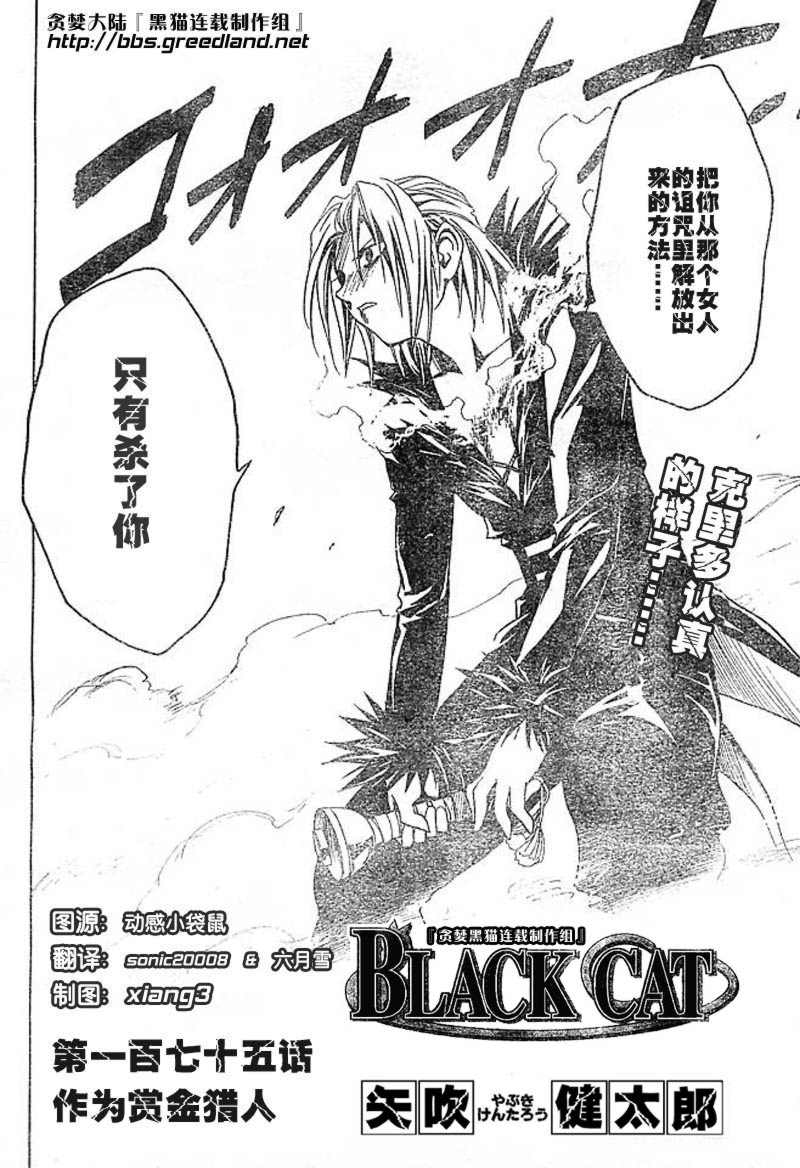 贪婪大陆『黑猫连载制作组』
http://bbs.greedland.net
ゴオオオオ
把你从那个女人
的诅咒里解放出
来的方法……
只有杀了你
克里多认真
的样子……
图源：动感小袋鼠
翻译：sonic20008 & 六月雪
制图：xiang3
『贪婪黑猫连载制作组』
BLACK CAT
第一百七十五话
作为赏金猎人
矢吹健太郎
やぶき
けんたろう